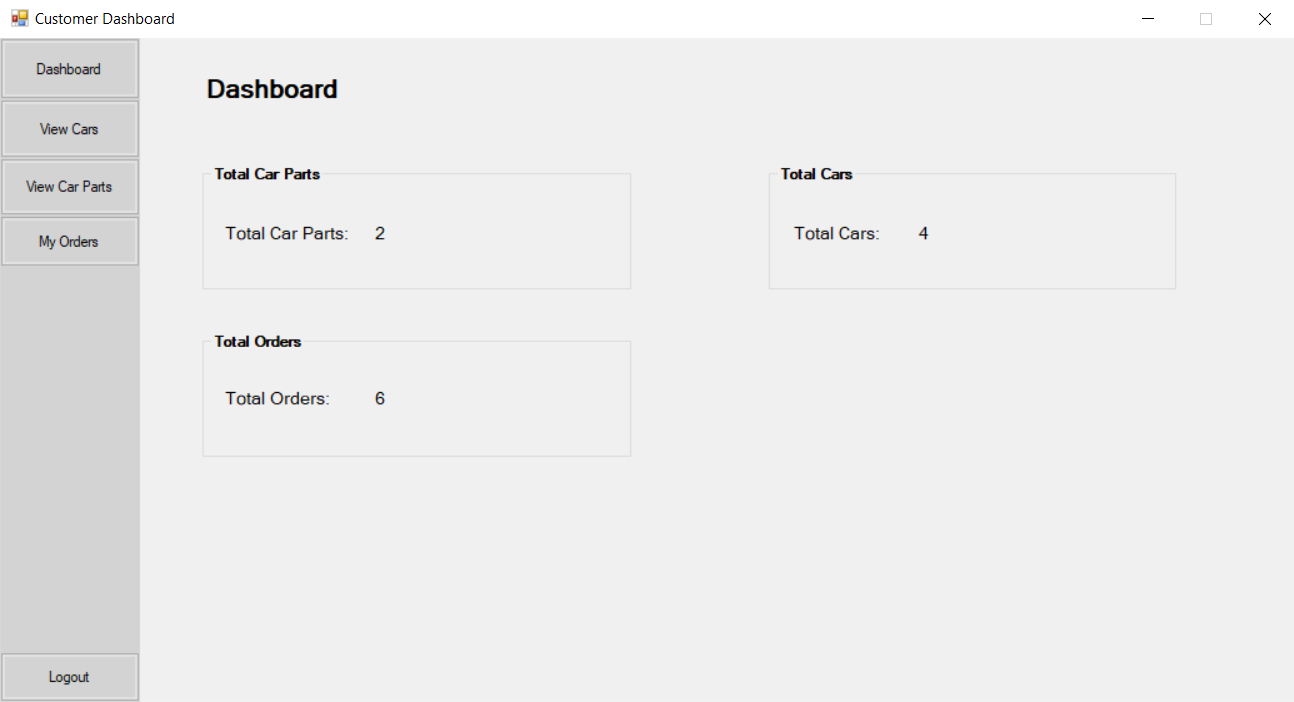 Customer Dashboard
Dashboard
View Cars
View Car Parts
My Orders
Logout
Dashboard
Total Car Parts
Total Car Parts: 2
Total Cars
Total Cars: 4
Total Orders
Total Orders: 6